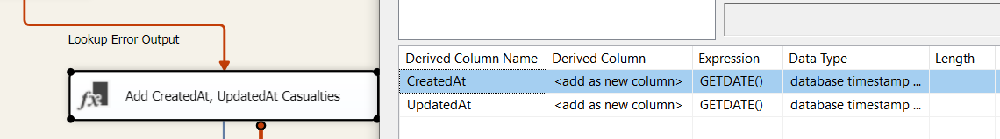 Lookup Error Output
fx Add CreatedAt, UpdatedAt Casualties
Derived Column Name Derived Column Expression Data Type Length
CreatedAt <add as new column> GETDATE() database timestamp ...
UpdatedAt <add as new column> GETDATE() database timestamp ...